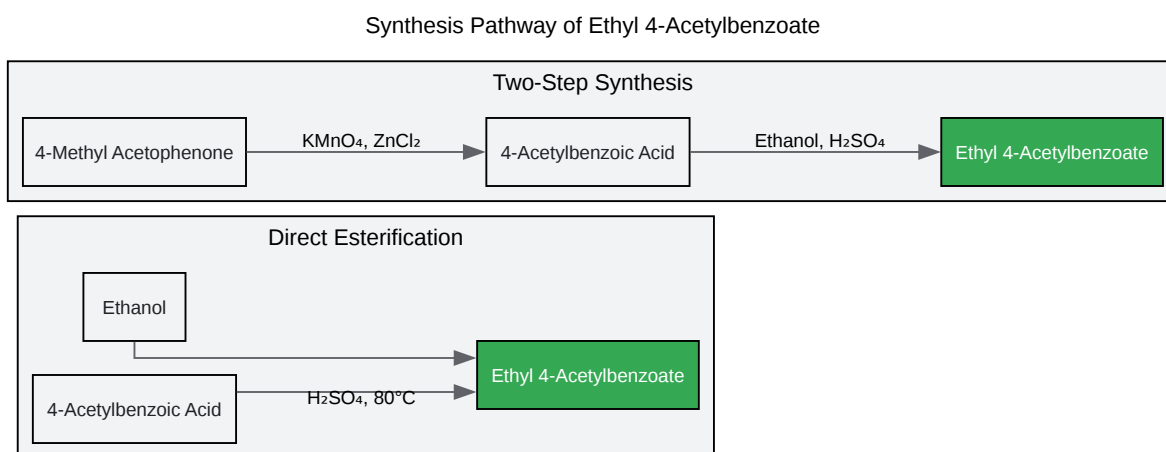 Synthesis Pathway of Ethyl 4-Acetylbenzoate
Two-Step Synthesis
4-Methyl Acetophenone
KMnO₄, ZnCl₂
4-Acetylbenzoic Acid
Ethanol, H₂SO₄
Ethyl 4-Acetylbenzoate
Direct Esterification
Ethanol
Ethyl 4-Acetylbenzoate
4-Acetylbenzoic Acid
H₂SO₄, 80°C